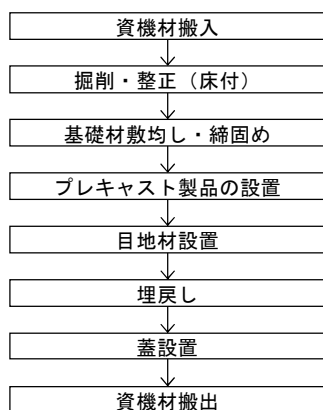 資機材搬入
掘削・整正（床付）
基礎材敷均し・締固め
プレキャスト製品の設置
目地材設置
埋戻し
蓋設置
資機材搬出